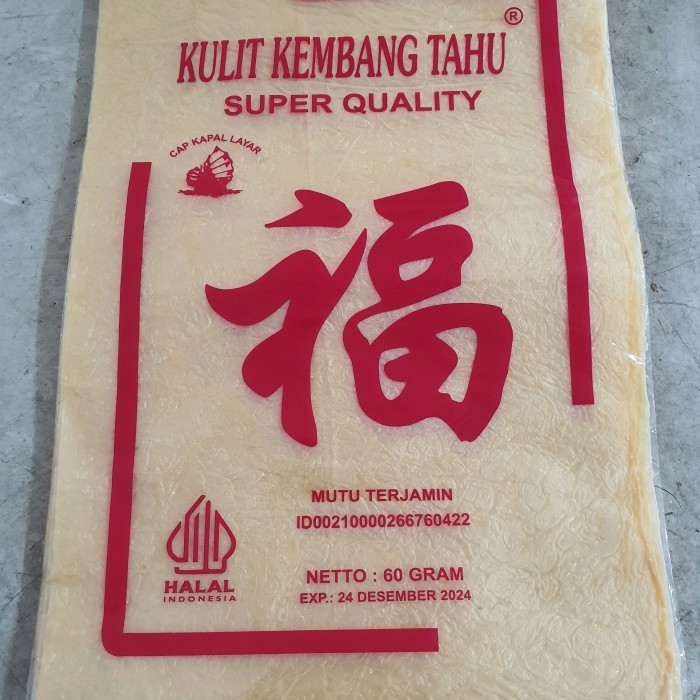 ®
KULIT KEMBANG TAHU
SUPER QUALITY
CAP KAPAL LAYAR
福
MUTU TERJAMIN
ID00210000266760422
HALAL
INDONESIA
NETTO : 60 GRAM
EXP.: 24 DESEMBER 2024